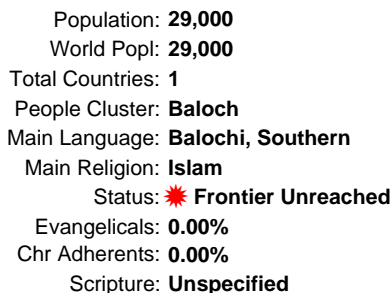 Population: 29,000
World Popl: 29,000
Total Countries: 1
People Cluster: Baloch
Main Language: Balochi, Southern
Main Religion: Islam
Status: Frontier Unreached
Evangelicals: 0.00%
Chr Adherents: 0.00%
Scripture: Unspecified